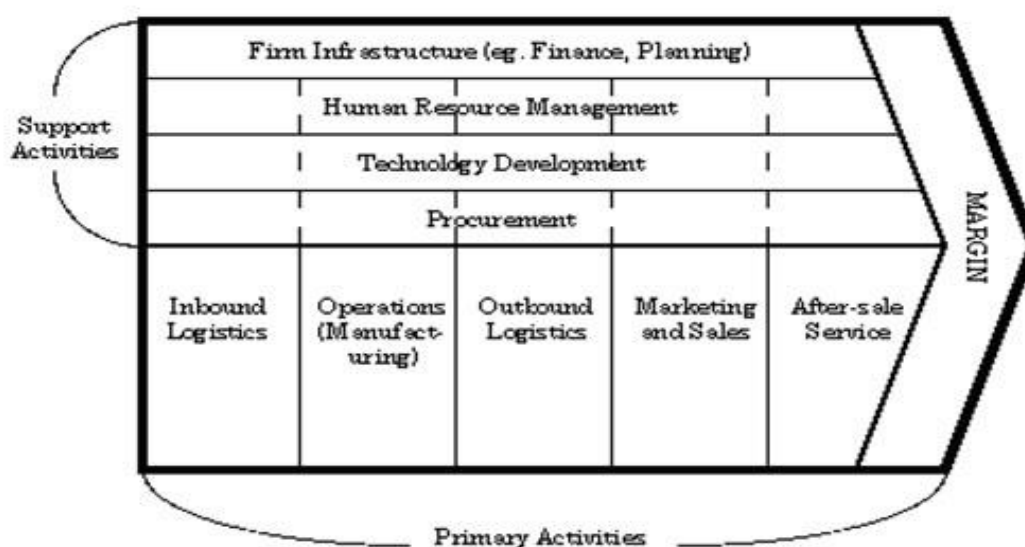 Firm Infrastructure (eg. Finance, Planning)
Human Resource Management
Support
Activities
Technology Development
Procurement
MARGIN
Inbound
Logistics
Operations
(Manufact-
uring)
Outbound
Logistics
Marketing
and Sales
After-sale
Service
Primary Activities